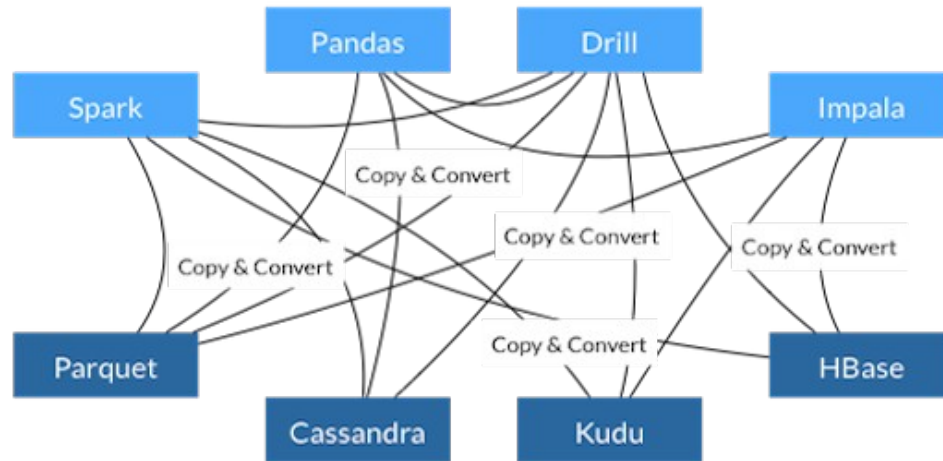 Pandas
Drill
Spark
Impala
Copy & Convert
Copy & Convert
Copy & Convert
Copy & Convert
Copy & Convert
Parquet
HBase
Cassandra
Kudu